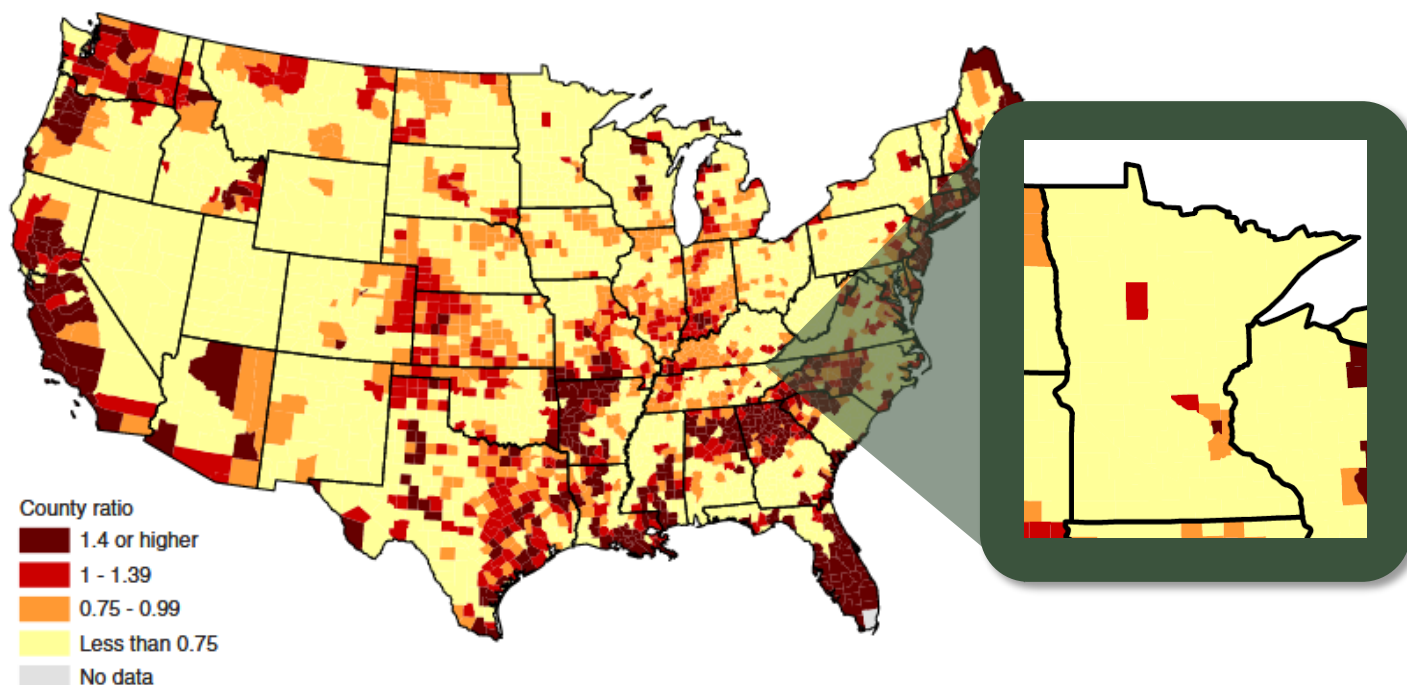 County ratio
1.4 or higher
1 - 1.39
0.75 - 0.99
Less than 0.75
No data